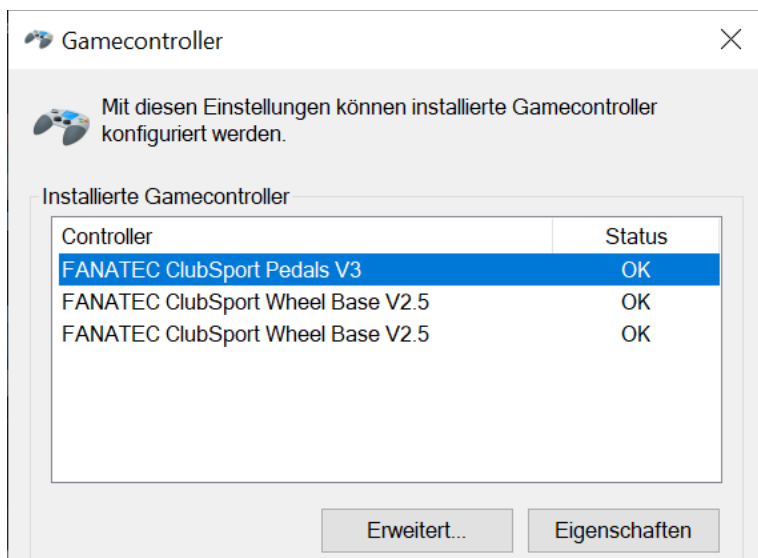 Gamecontroller
Mit diesen Einstellungen können installierte Gamecontroller
konfiguriert werden.
Installierte Gamecontroller
Controller Status
FANATEC ClubSport Pedals V3 OK
FANATEC ClubSport Wheel Base V2.5 OK
FANATEC ClubSport Wheel Base V2.5 OK
Erweitert... Eigenschaften